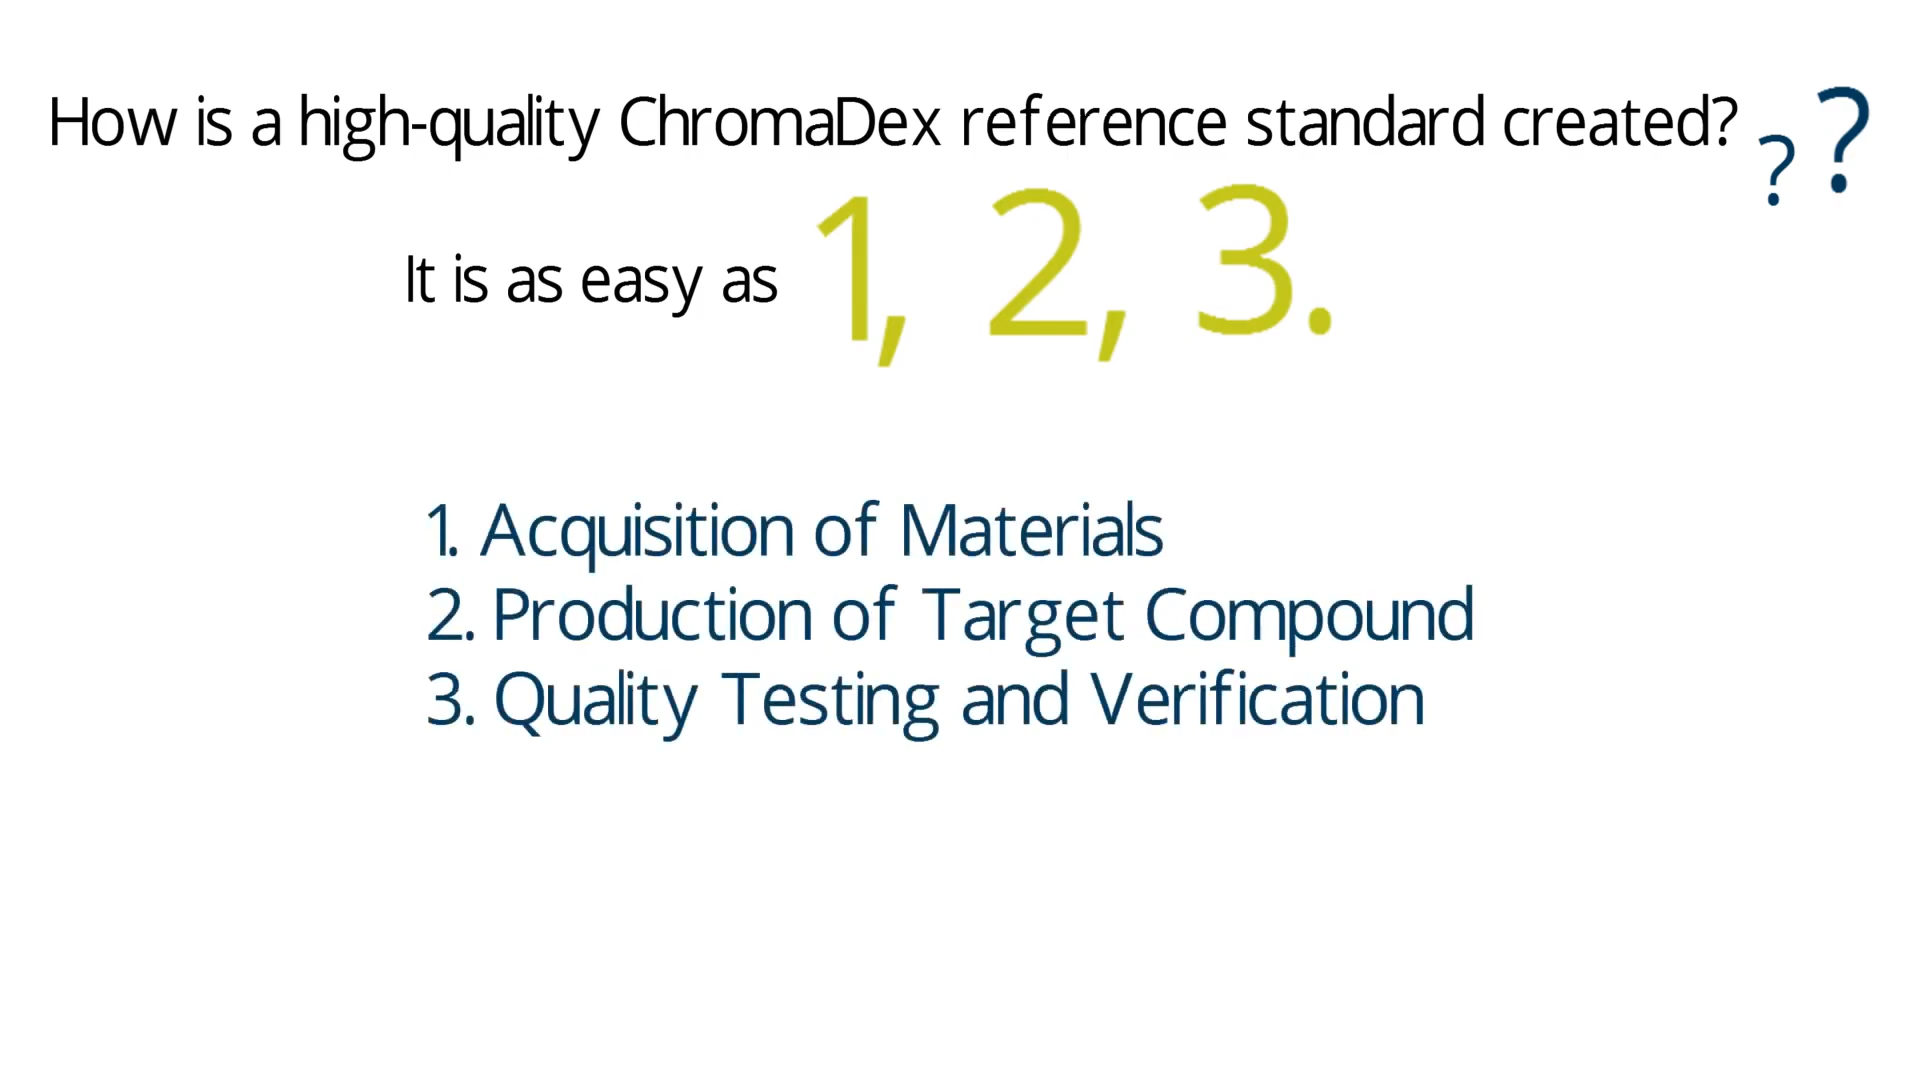 How is a high-quality ChromaDex reference standard created? ? ?
It is as easy as 1, 2, 3.
1. Acquisition of Materials
2. Production of Target Compound
3. Quality Testing and Verification